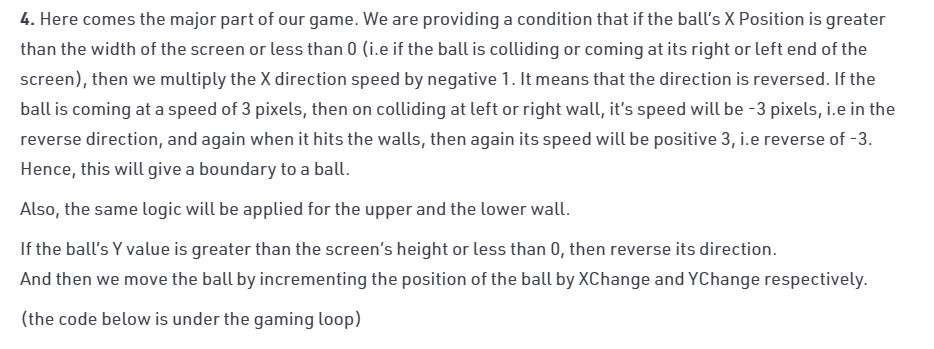 4. Here comes the major part of our game. We are providing a condition that if the ball's X Position is greater
than the width of the screen or less than 0 (i.e if the ball is colliding or coming at its right or left end of the
screen), then we multiply the X direction speed by negative 1. It means that the direction is reversed. If the
ball is coming at a speed of 3 pixels, then on colliding at left or right wall, it's speed will be -3 pixels, i.e in the
reverse direction, and again when it hits the walls, then again its speed will be positive 3, i.e reverse of -3.
Hence, this will give a boundary to a ball.
Also, the same logic will be applied for the upper and the lower wall.
If the ball's Y value is greater than the screen's height or less than 0, then reverse its direction.
And then we move the ball by incrementing the position of the ball by XChange and YChange respectively.
(the code below is under the gaming loop)